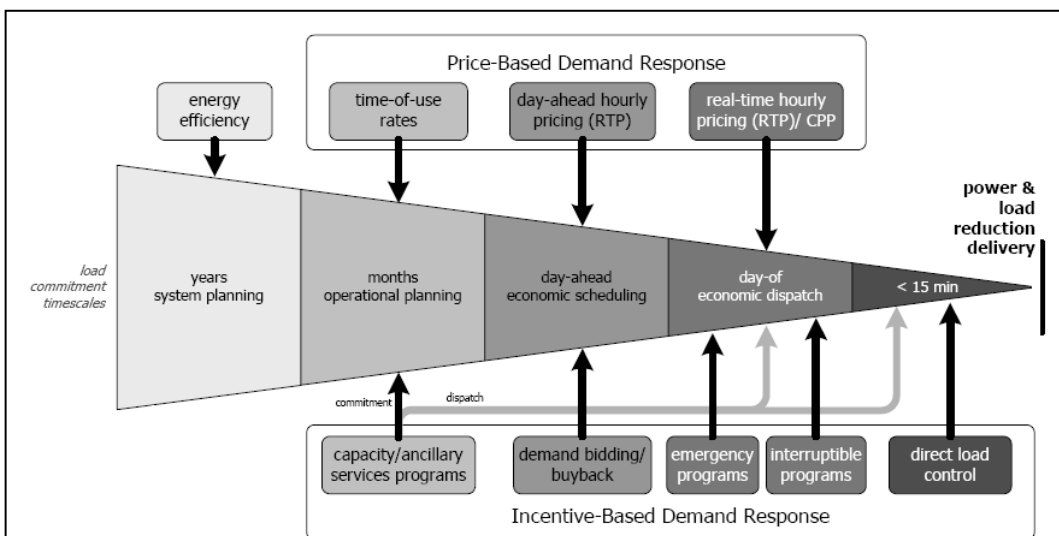 Price-Based Demand Response
energy
efficiency
time-of-use
rates
day-ahead hourly
pricing (RTP)
real-time hourly
pricing (RTP)/ CPP
power &
load
reduction
delivery
load
commitment
timescales
years
system planning
months
operational planning
day-ahead
economic scheduling
day-of
economic dispatch
< 15 min
commitment
dispatch
capacity/ancillary
services programs
demand bidding/
buyback
emergency
programs
interruptible
programs
direct load
control
Incentive-Based Demand Response